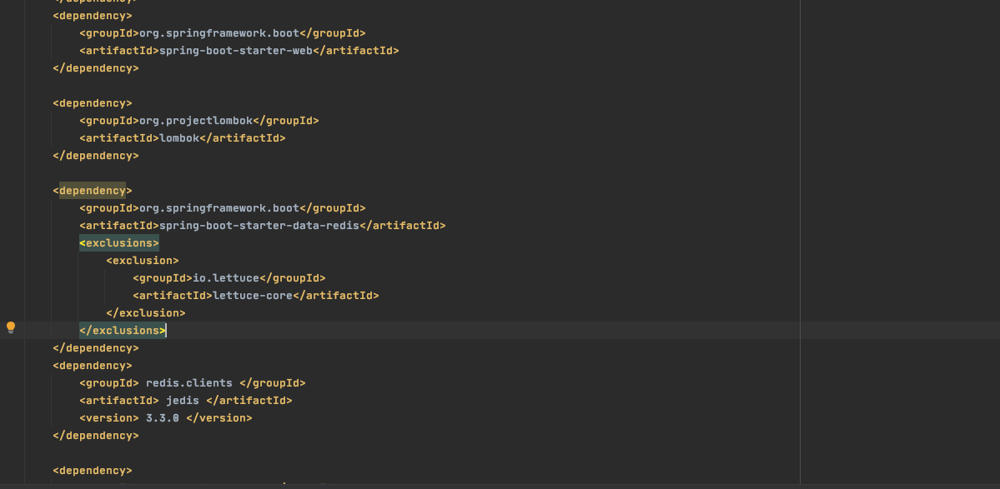 <dependency>
<groupId>org.springframework.boot</groupId>
<artifactId>spring-boot-starter-web</artifactId>
</dependency>
<dependency>
<groupId>org.projectlombok</groupId>
<artifactId>lombok</artifactId>
</dependency>
<dependency>
<groupId>org.springframework.boot</groupId>
<artifactId>spring-boot-starter-data-redis</artifactId>
<exclusions>
<exclusion>
<groupId>io.lettuce</groupId>
<artifactId>lettuce-core</artifactId>
</exclusion>
</exclusions>
</dependency>
<dependency>
<groupId> redis.clients </groupId>
<artifactId> jedis </artifactId>
<version> 3.3.0 </version>
</dependency>
<dependency>